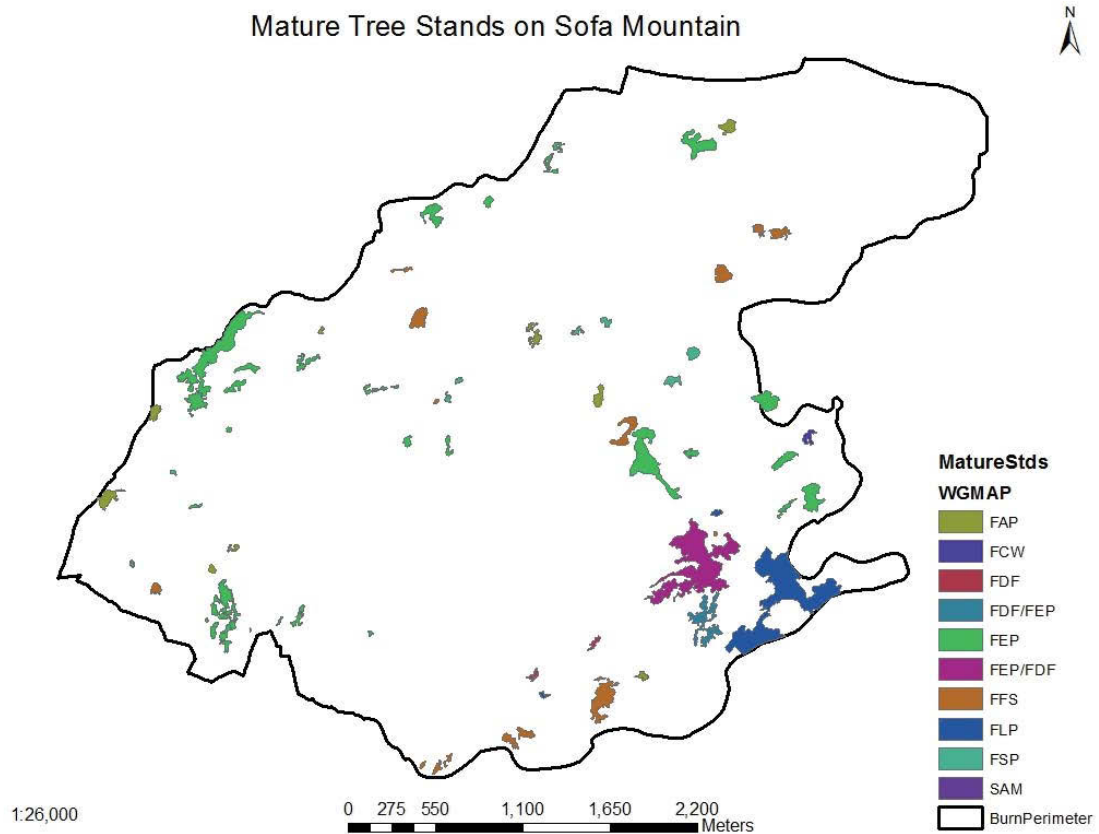 Mature Tree Stands on Sofa Mountain
N
MatureStds
WGMAP
FAP
FCW
FDF
FDF/FEP
FEP
FEP/FDF
FFS
FLP
FSP
SAM
BurnPerimeter
1:26,000
0 275 550 1,100 1,650 2,200
Meters